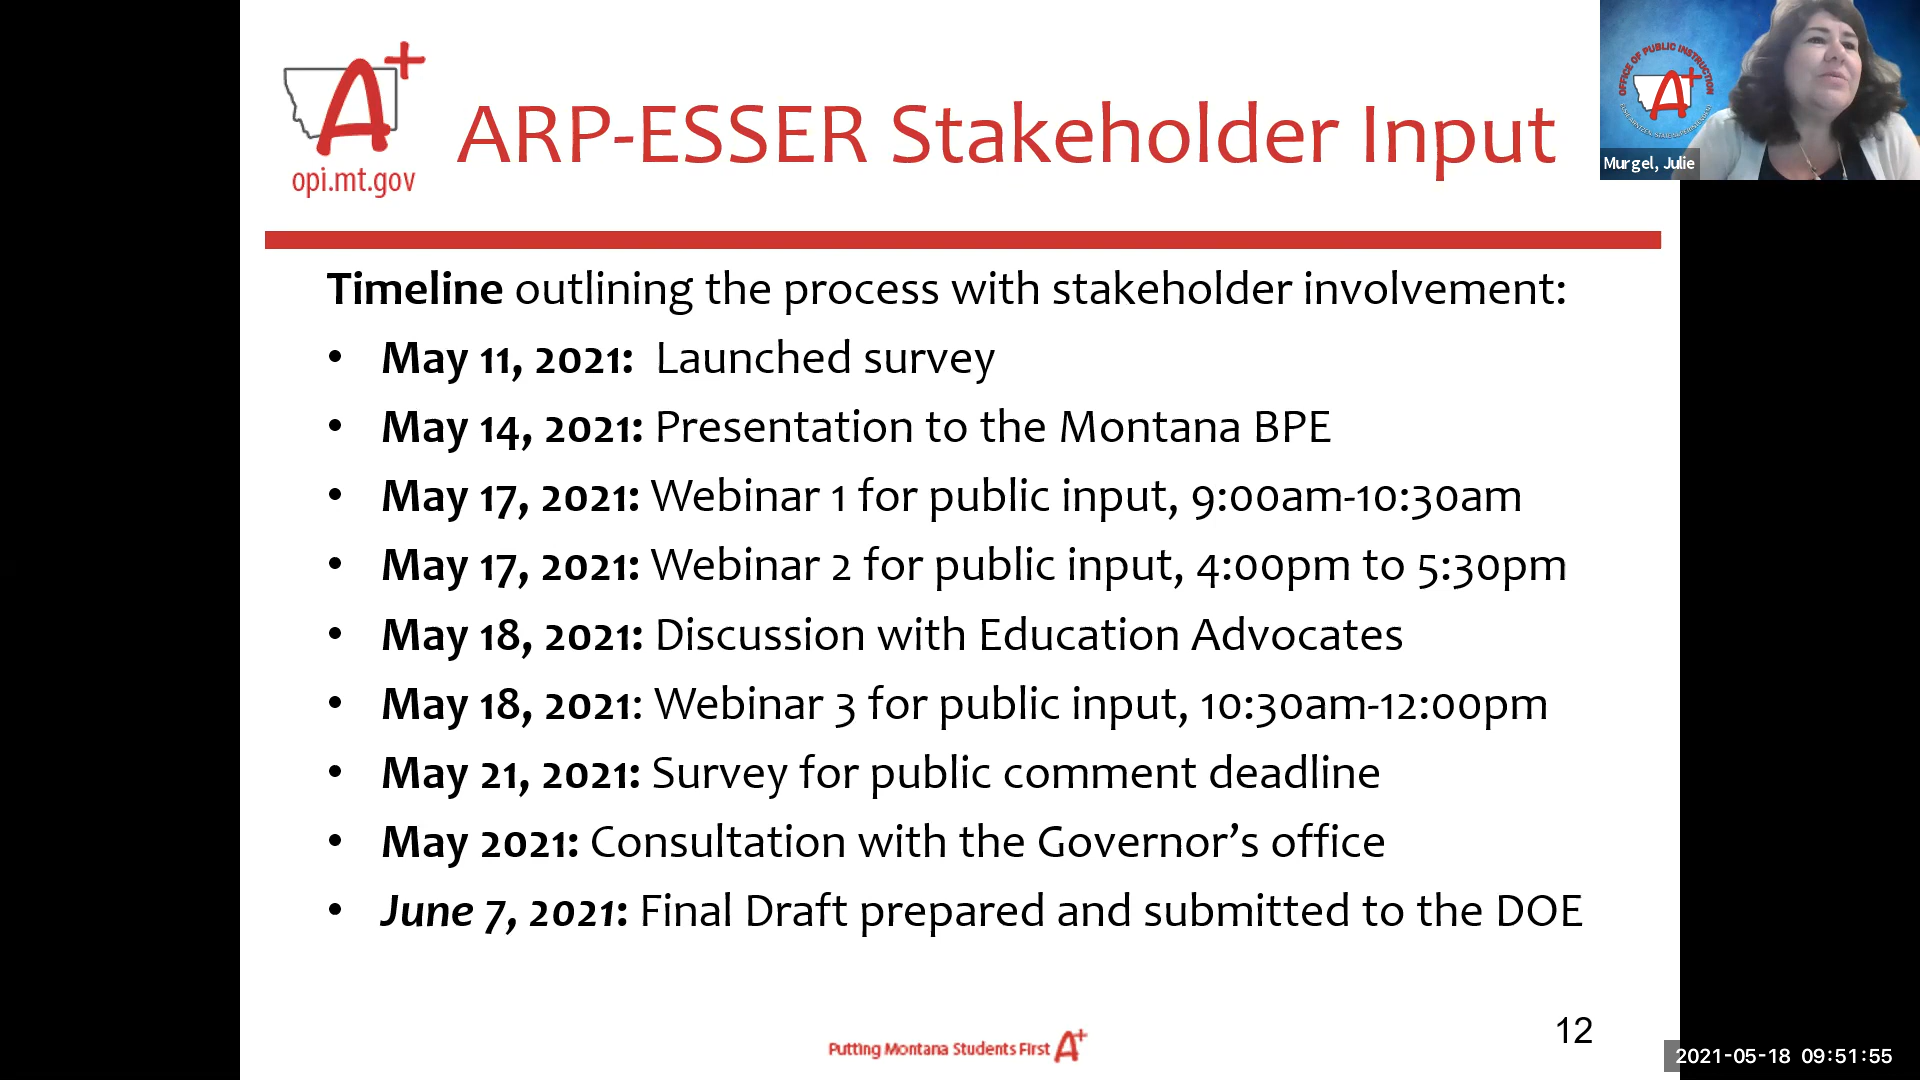 opi.mt.gov
ARP-ESSER Stakeholder Input
OFFICE OF PUBLIC INSTRUCTION
Murgel, Julie
Timeline outlining the process with stakeholder involvement:
• May 11, 2021: Launched survey
• May 14, 2021: Presentation to the Montana BPE
• May 17, 2021: Webinar 1 for public input, 9:00am-10:30am
• May 17, 2021: Webinar 2 for public input, 4:00pm to 5:30pm
• May 18, 2021: Discussion with Education Advocates
• May 18, 2021: Webinar 3 for public input, 10:30am-12:00pm
• May 21, 2021: Survey for public comment deadline
• May 2021: Consultation with the Governor’s office
• June 7, 2021: Final Draft prepared and submitted to the DOE
Putting Montana Students First A+
12
2021-05-18 09:51:55